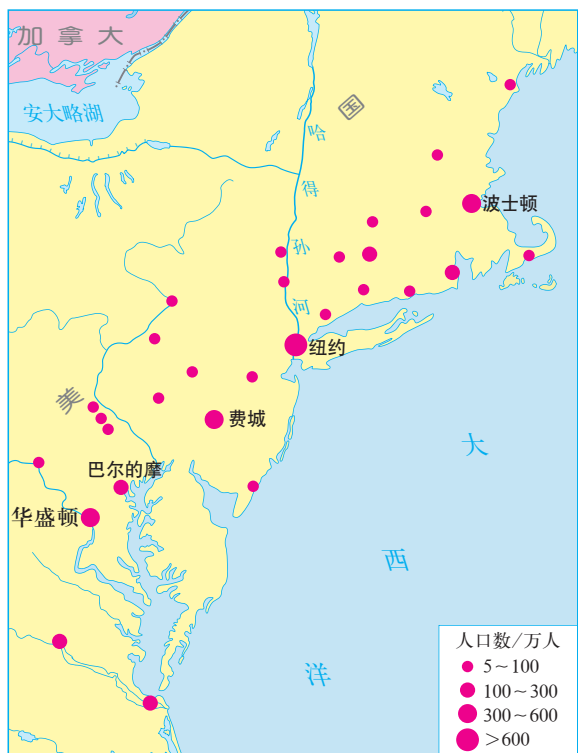 加拿大
安大略湖
哈得孙河
美国
波士顿
纽约
费城
巴尔的摩
华盛顿
大西洋
人口数/万人
5～100
100～300
300～600
>600